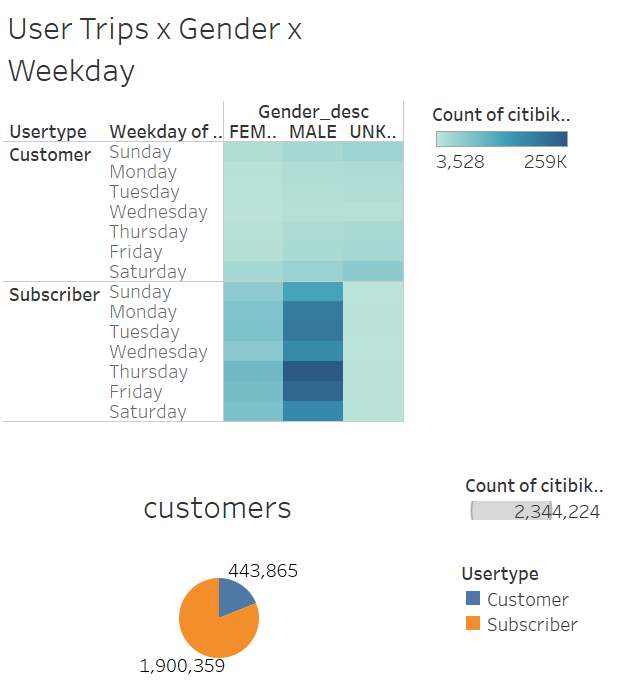 User Trips x Gender x
Weekday
Gender_desc
Usertype Weekday of .. FEM.. MALE UNK..
Customer Sunday
Monday
Tuesday
Wednesday
Thursday
Friday
Saturday
Subscriber Sunday
Monday
Tuesday
Wednesday
Thursday
Friday
Saturday
Count of citibik..
3,528 259K
customers
443,865
1,900,359
Count of citibik..
2,344,224
Usertype
Customer
Subscriber